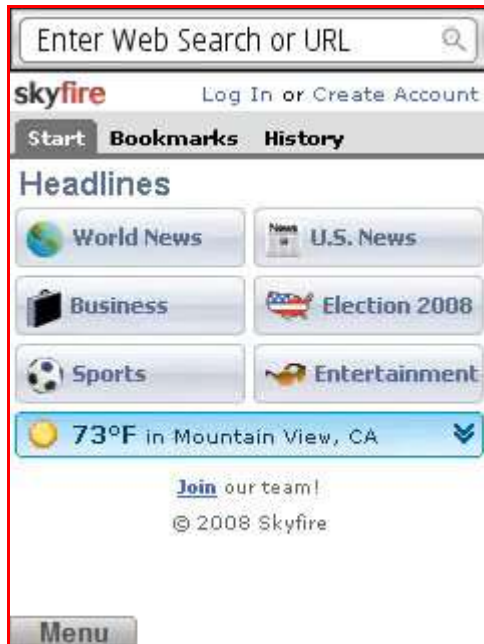 Enter Web Search or URL
skyfire Log In or Create Account
Start Bookmarks History
Headlines
World News News U.S. News
Business Election 2008
Sports Entertainment
73°F in Mountain View, CA
Join our team!
© 2008 Skyfire
Menu